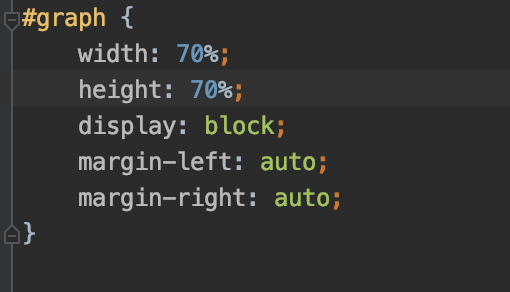 #graph {
    width: 70%;
    height: 70%;
    display: block;
    margin-left: auto;
    margin-right: auto;
}